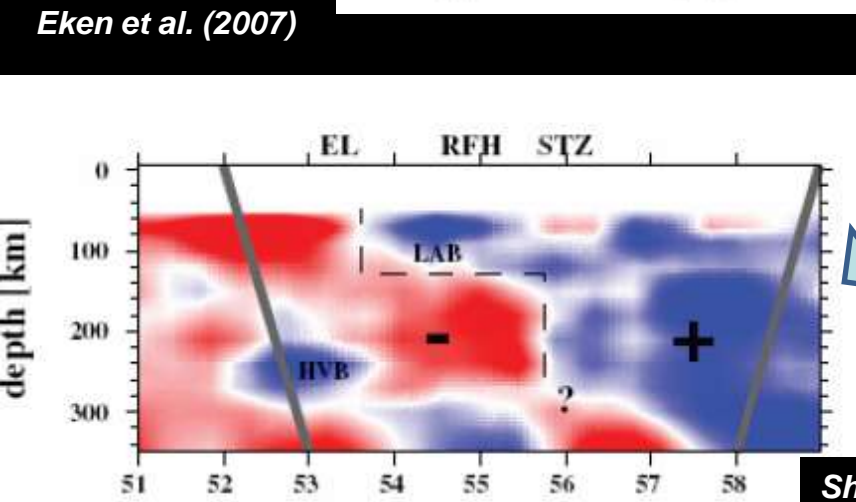 Eken et al. (2007)
EL RFH STZ
0
100
200
300
depth [km]
LAB
-
+
HVB
?
51 52 53 54 55 56 57 58
Sh